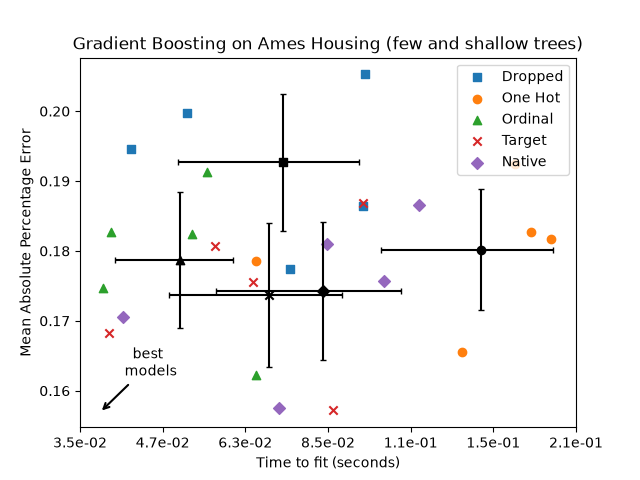 Gradient Boosting on Ames Housing (few and shallow trees)
Dropped
One Hot
Ordinal
Target
Native
Mean Absolute Percentage Error
0.20
0.19
0.18
0.17
0.16
best
models
3.5e-02
4.7e-02
6.3e-02
8.5e-02
1.1e-01
1.5e-01
2.1e-01
Time to fit (seconds)